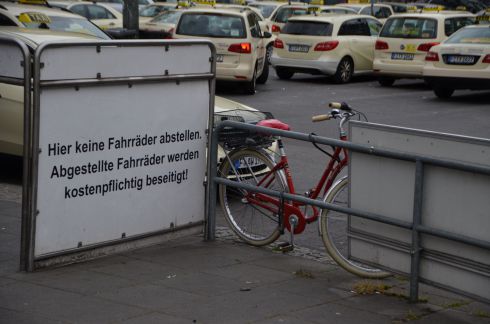 Hier keine Fahrräder abstellen.
Abgestellte Fahrräder werden
kostenpflichtig beseitigt!